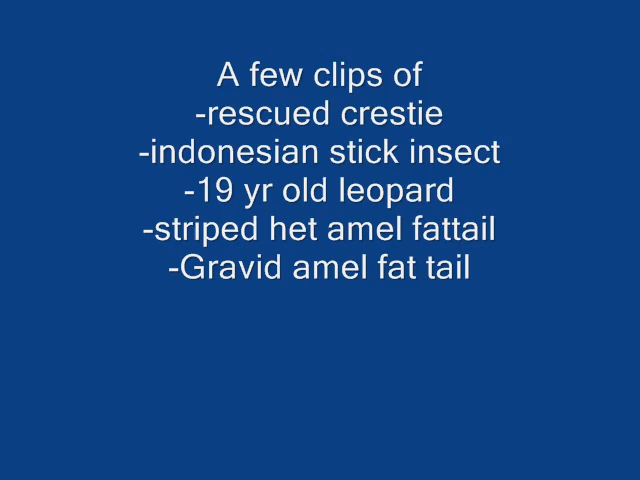 A few clips of
-rescued crestie
-indonesian stick insect
-19 yr old leopard
-striped het amel fattail
-Gravid amel fat tail